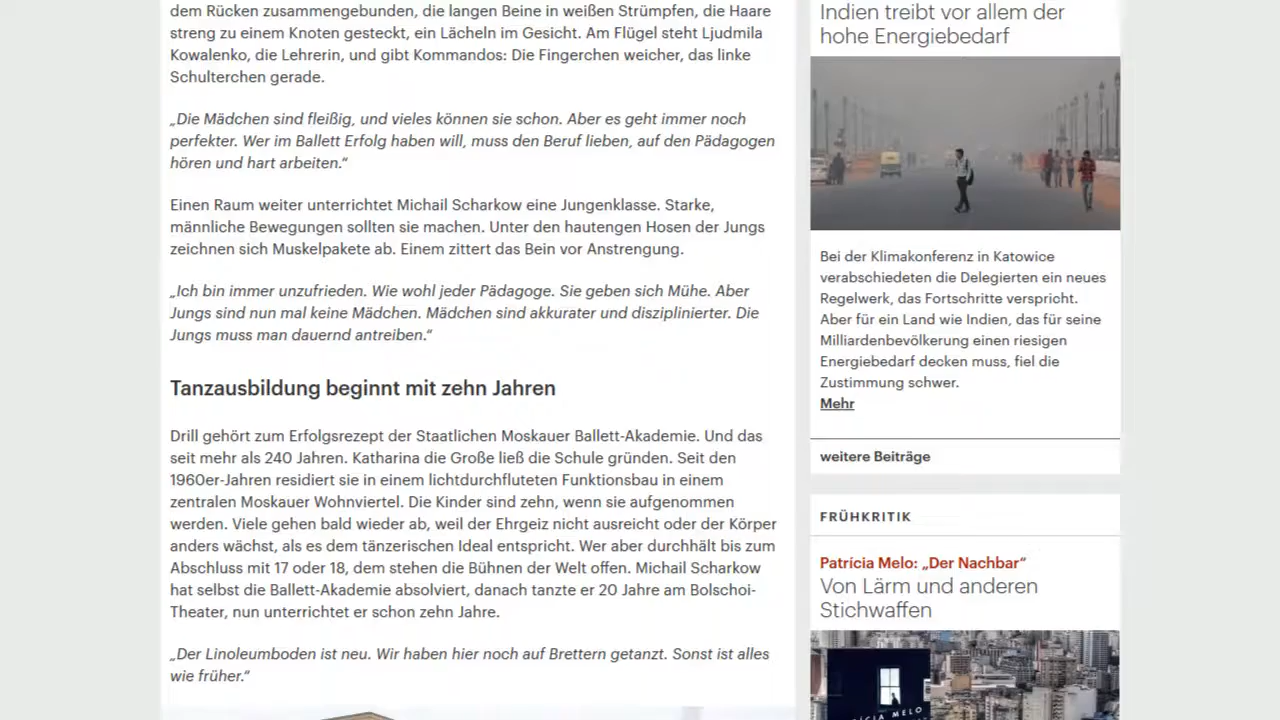 dem Rücken zusammengebunden, die langen Beine in weißen Strümpfen, die Haare
streng zu einem Knoten gesteckt, ein Lächeln im Gesicht. Am Flügel steht Ljudmila
Kowalenko, die Lehrerin, und gibt Kommandos: Die Fingerchen weicher, das linke
Schulterchen gerade.
„Die Mädchen sind fleißig, und vieles können sie schon. Aber es geht immer noch
perfekter. Wer im Ballett Erfolg haben will, muss den Beruf lieben, auf den Pädagogen
hören und hart arbeiten.“
Einen Raum weiter unterrichtet Michail Scharkow eine Jungenklasse. Starke,
männliche Bewegungen sollten sie machen. Unter den hautengen Hosen der Jungs
zeichnen sich Muskelpakete ab. Einem zittert das Bein vor Anstrengung.
„Ich bin immer unzufrieden. Wie wohl jeder Pädagoge. Sie geben sich Mühe. Aber
Jungs sind nun mal keine Mädchen. Mädchen sind akkurater und disziplinierter. Die
Jungs muss man dauernd antreiben.“
Tanzausbildung beginnt mit zehn Jahren
Drill gehört zum Erfolgsrezept der Staatlichen Moskauer Ballett-Akademie. Und das
seit mehr als 240 Jahren. Katharina die Große ließ die Schule gründen. Seit den
1960er-Jahren residiert sie in einem lichtdurchfluteten Funktionsbau in einem
zentralen Moskauer Wohnviertel. Die Kinder sind zehn, wenn sie aufgenommen
werden. Viele gehen bald wieder ab, weil der Ehrgeiz nicht ausreicht oder der Körper
anders wächst, als es dem tänzerischen Ideal entspricht. Wer aber durchhält bis zum
Abschluss mit 17 oder 18, dem stehen die Bühnen der Welt offen. Michail Scharkow
hat selbst die Ballett-Akademie absolviert, danach tanzte er 20 Jahre am Bolschoi-
Theater, nun unterrichtet er schon zehn Jahre.
„Der Linoleumboden ist neu. Wir haben hier noch auf Brettern getanzt. Sonst ist alles
wie früher.“
Indien treibt vor allem der
hohe Energiebedarf
Bei der Klimakonferenz in Katowice
verabschiedeten die Delegierten ein neues
Regelwerk, das Fortschritte verspricht.
Aber für ein Land wie Indien, das für seine
Milliardenbevölkerung einen riesigen
Energiebedarf decken muss, fiel die
Zustimmung schwer.
Mehr
weitere Beiträge
FRÜHKRITIK
Patrícia Melo: „Der Nachbar“
Von Lärm und anderen
Stichwaffen
MELO